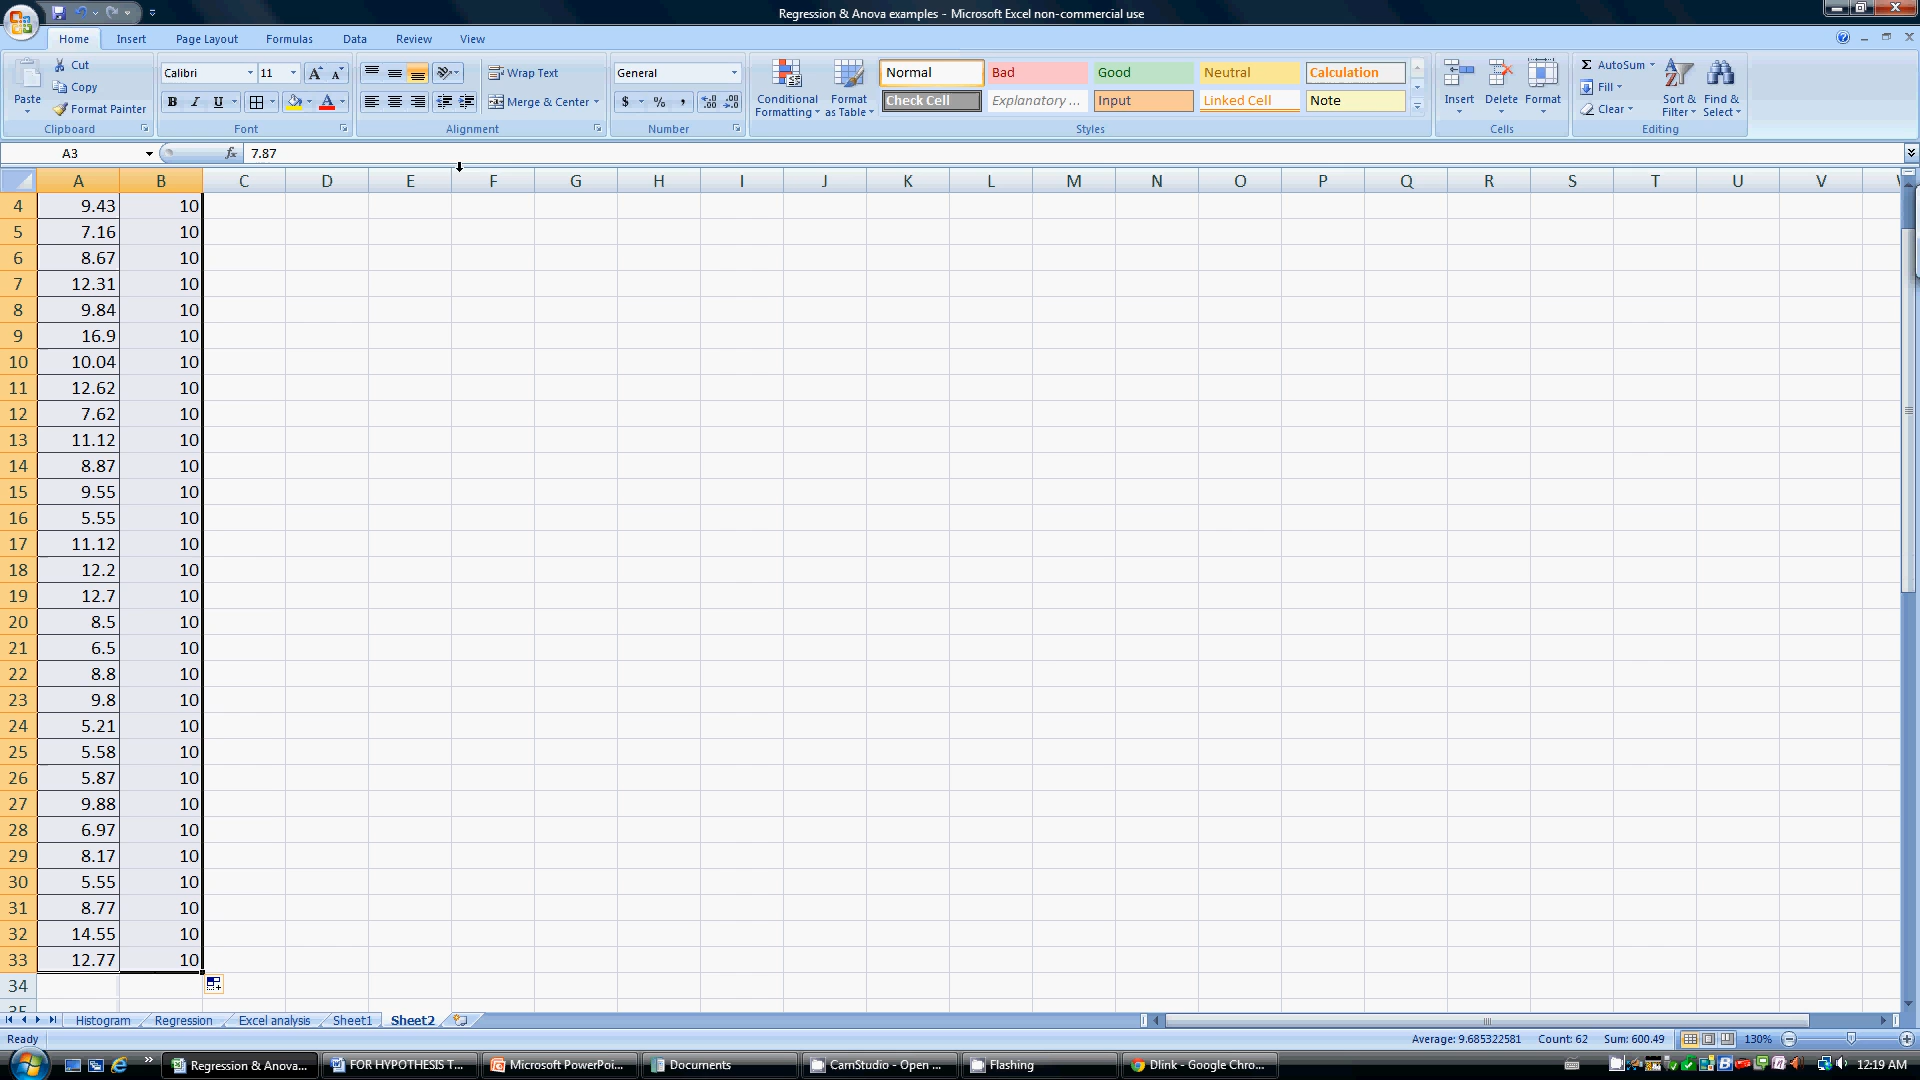 Regression & Anova examples - Microsoft Excel non-commercial use
Home Insert Page Layout Formulas Data Review View
Paste
Cut
Copy
Format Painter
Clipboard
Calibri 11
B I U
Font
Wrap Text
Merge & Center
Alignment
General
$ % ,
Number
Conditional Formatting
Format as Table
Normal Bad Good Neutral Calculation
Check Cell Explanatory ... Input Linked Cell Note
Styles
Insert Delete Format
Cells
Σ AutoSum
Fill
Clear
Sort & Filter
Find & Select
Editing
A3 fx 7.87
A B C D E F G H I J K L M N O P Q R S T U V
4 9.43 10
5 7.16 10
6 8.67 10
7 12.31 10
8 9.84 10
9 16.9 10
10 10.04 10
11 12.62 10
12 7.62 10
13 11.12 10
14 8.87 10
15 9.55 10
16 5.55 10
17 11.12 10
18 12.2 10
19 12.7 10
20 8.5 10
21 6.5 10
22 8.8 10
23 9.8 10
24 5.21 10
25 5.58 10
26 5.87 10
27 9.88 10
28 6.97 10
29 8.17 10
30 5.55 10
31 8.77 10
32 14.55 10
33 12.77 10
34
35
Histogram Regression Excel analysis Sheet1 Sheet2
Ready Average: 9.685322581 Count: 62 Sum: 600.49 130%
Regression & Anova... FOR HYPOTHESIS T... Microsoft PowerPoi... Documents CamStudio - Open ... Flashing Dlink - Google Chro... 12:19 AM